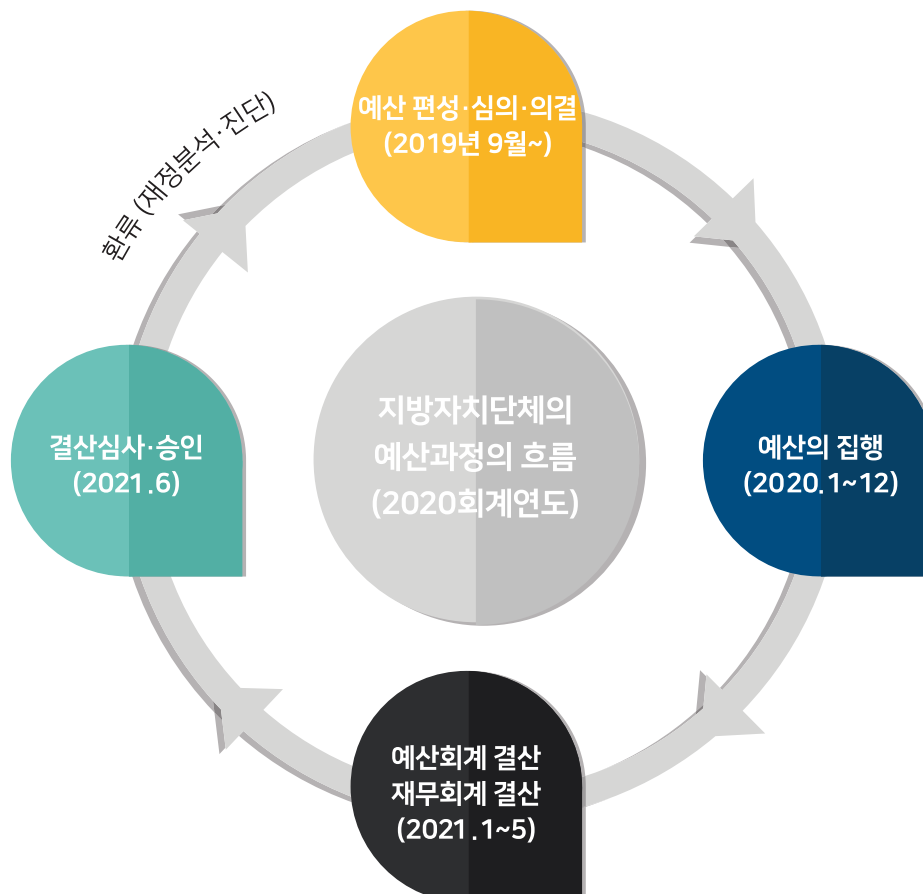 예산 편성·심의·의결
(2019년 9월~)
환류 (재정분석·진단)
지방자치단체의
예산과정의 흐름
(2020회계연도)
예산의 집행
(2020.1~12)
예산회계 결산
재무회계 결산
(2021.1~5)
결산심사·승인
(2021.6)